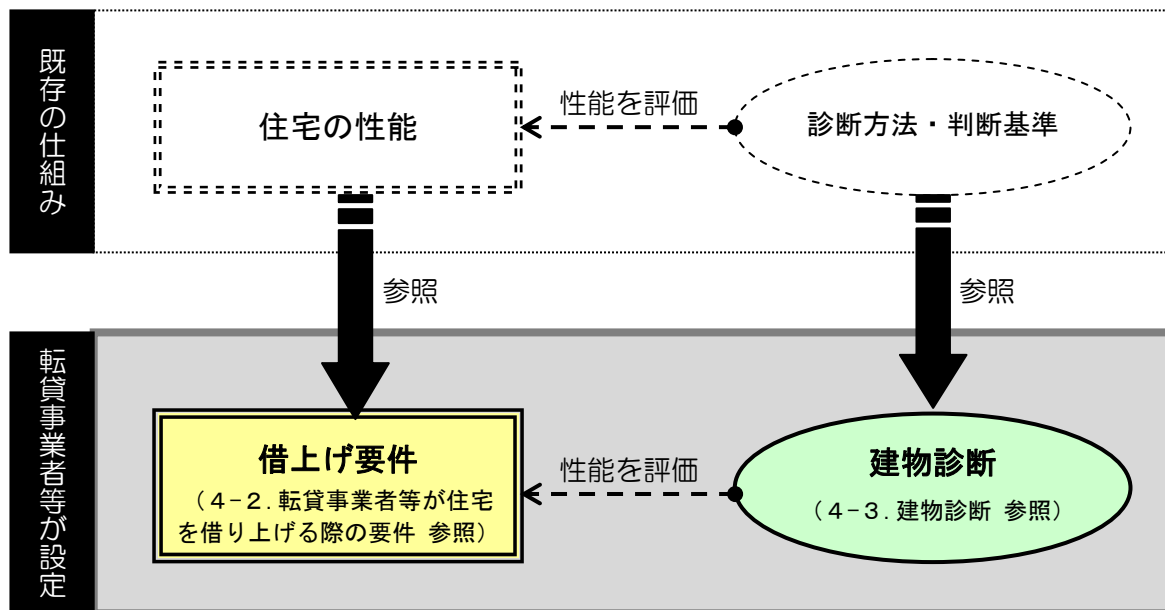 既存の仕組み
住宅の性能
性能を評価
診断方法・判断基準
参照
参照
転貸事業者等が設定
借上げ要件
（４－２．転貸事業者等が住宅
を借り上げる際の要件 参照）
性能を評価
建物診断
（４－３．建物診断 参照）